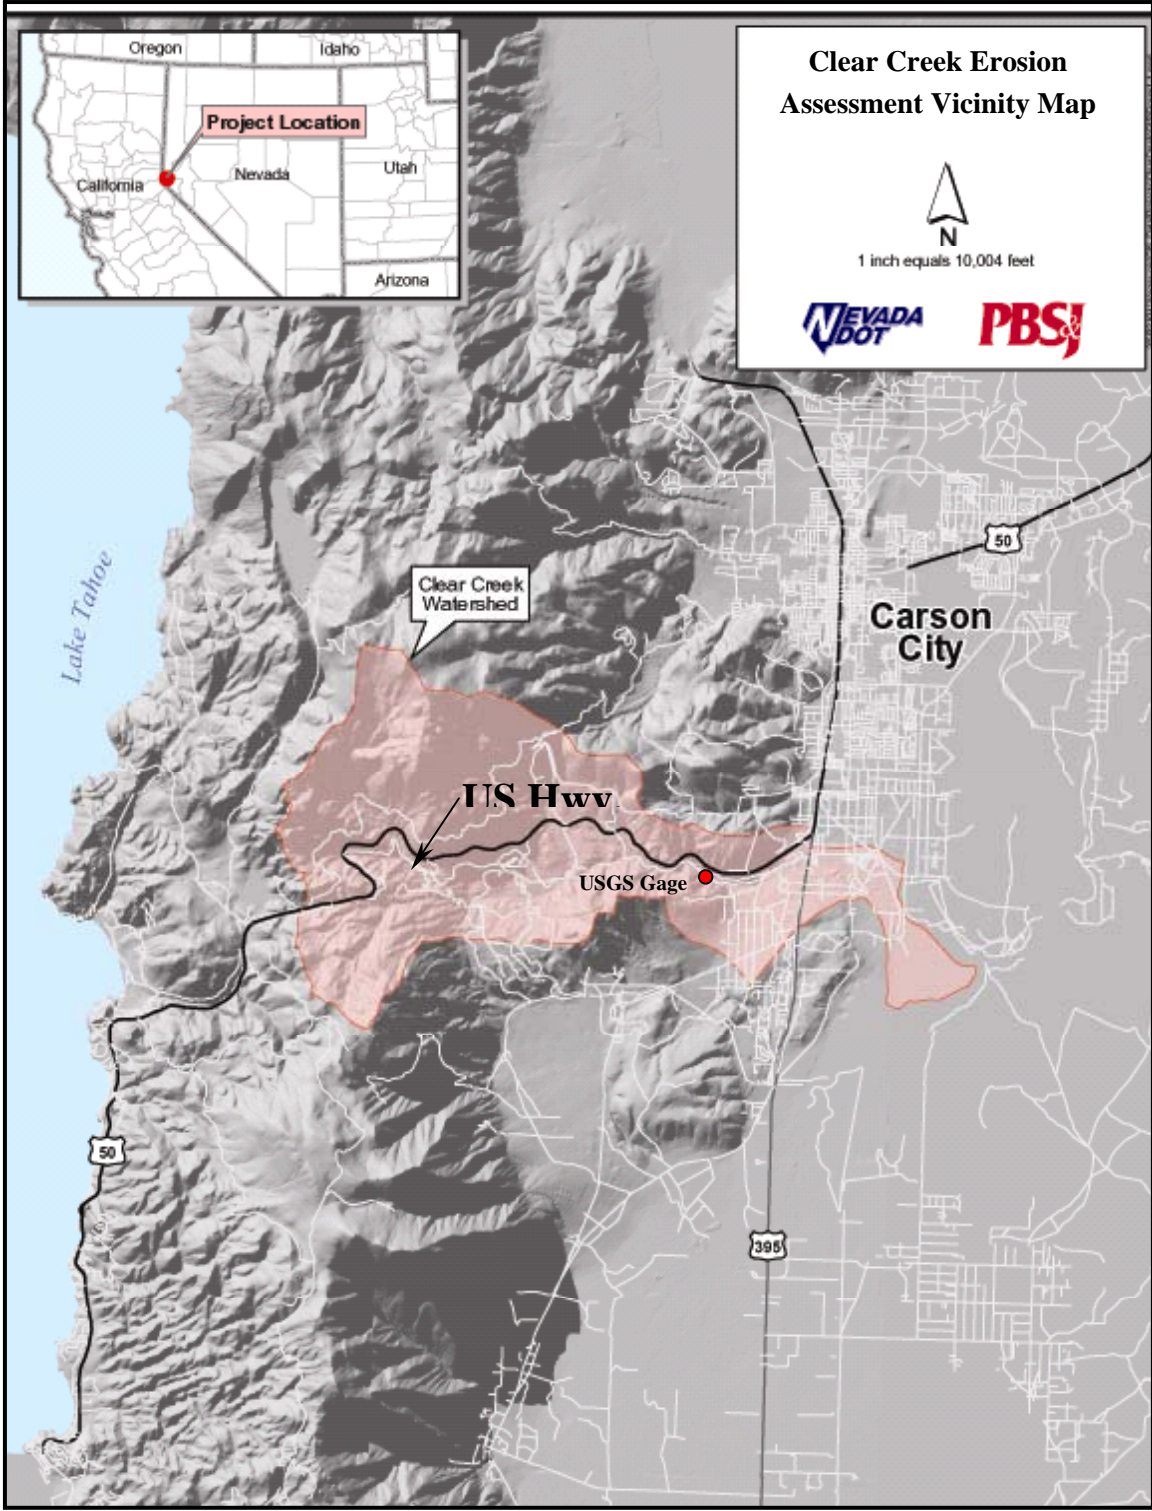 Oregon
Idaho
Project Location
California
Nevada
Utah
Arizona
Clear Creek Erosion
Assessment Vicinity Map
N
1 inch equals 10,004 feet
NEVADA
DOT
PBS&J
50
Carson
City
Lake Tahoe
Clear Creek
Watershed
US Hwy
USGS Gage
50
395